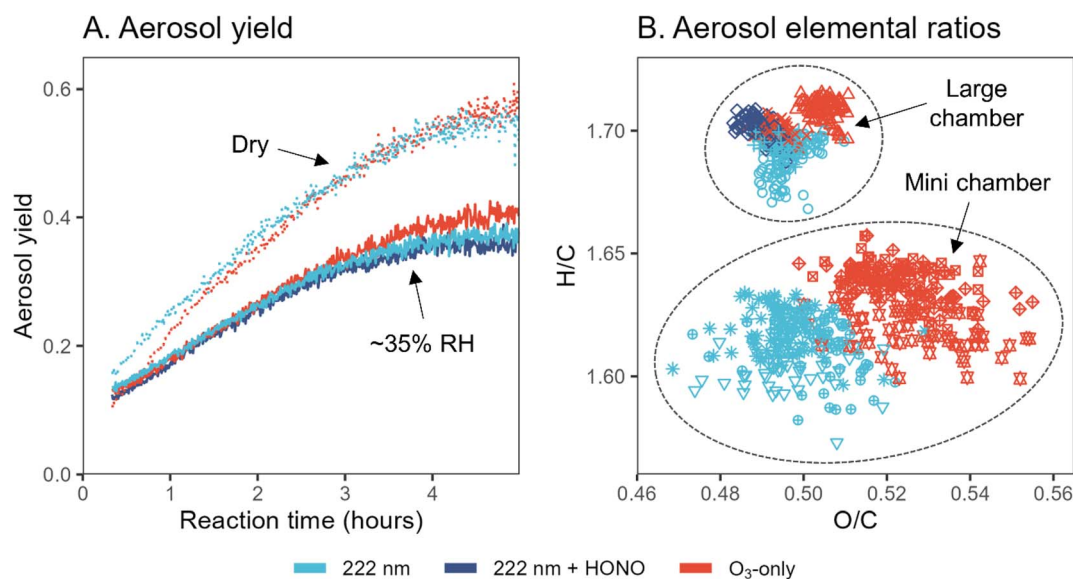 A. Aerosol yield
0.6
0.4
0.2
0.0
Aerosol yield
Dry
~35% RH
0
1
2
3
4
Reaction time (hours)
B. Aerosol elemental ratios
1.70
1.65
1.60
H/C
Large
chamber
Mini chamber
0.46
0.48
0.50
0.52
0.54
0.56
O/C
222 nm
222 nm + HONO
O₃-only